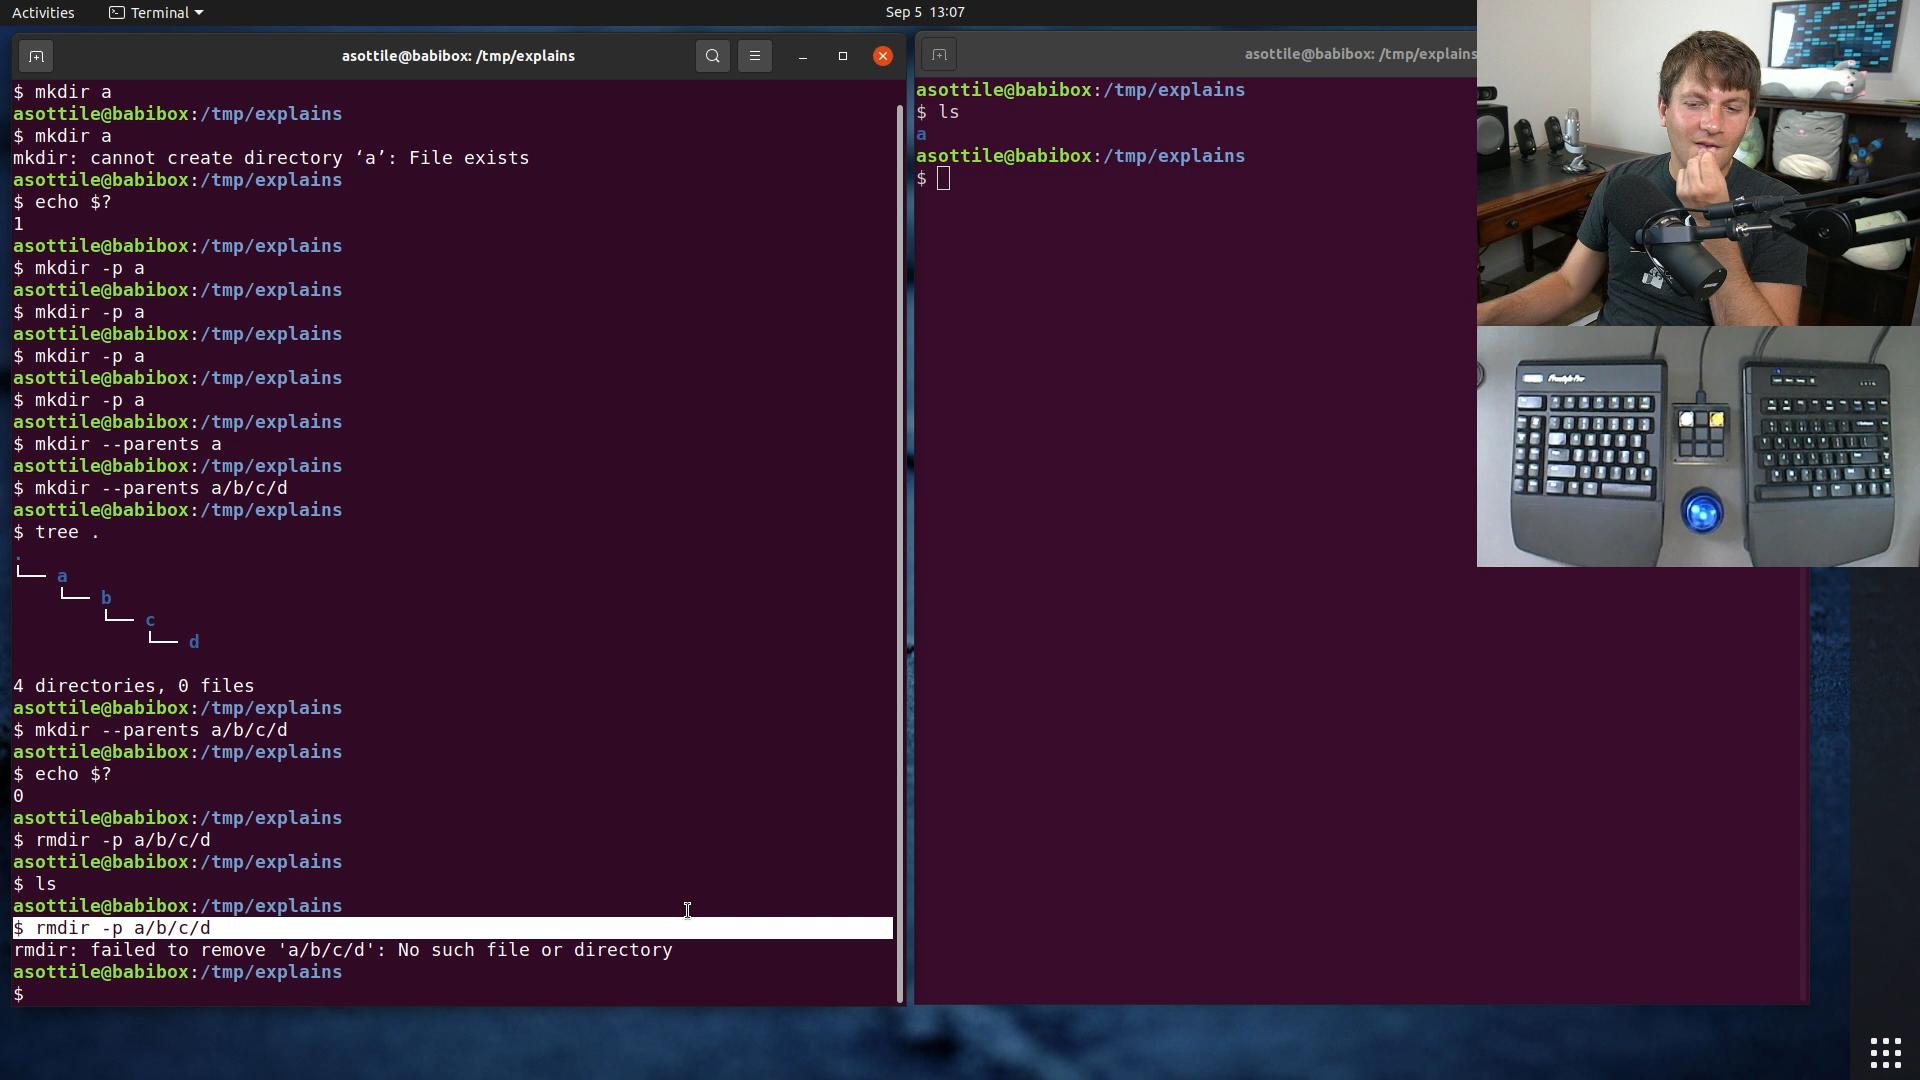 Activities
Terminal
Sep 5 13:07
asottile@babibox: /tmp/explains
$ mkdir a
asottile@babibox:/tmp/explains
$ mkdir a
mkdir: cannot create directory ‘a’: File exists
asottile@babibox:/tmp/explains
$ echo $?
1
asottile@babibox:/tmp/explains
$ mkdir -p a
asottile@babibox:/tmp/explains
$ mkdir -p a
asottile@babibox:/tmp/explains
$ mkdir -p a
asottile@babibox:/tmp/explains
$ mkdir -p a
asottile@babibox:/tmp/explains
$ mkdir --parents a
asottile@babibox:/tmp/explains
$ mkdir --parents a/b/c/d
asottile@babibox:/tmp/explains
$ tree .
.
└── a
    └── b
        └── c
            └── d
4 directories, 0 files
asottile@babibox:/tmp/explains
$ mkdir --parents a/b/c/d
asottile@babibox:/tmp/explains
$ echo $?
0
asottile@babibox:/tmp/explains
$ rmdir -p a/b/c/d
asottile@babibox:/tmp/explains
$ ls
asottile@babibox:/tmp/explains
$ rmdir -p a/b/c/d
rmdir: failed to remove 'a/b/c/d': No such file or directory
asottile@babibox:/tmp/explains
$
asottile@babibox: /tmp/explains
asottile@babibox:/tmp/explains
$ ls
a
asottile@babibox:/tmp/explains
$
Freestyle Pro